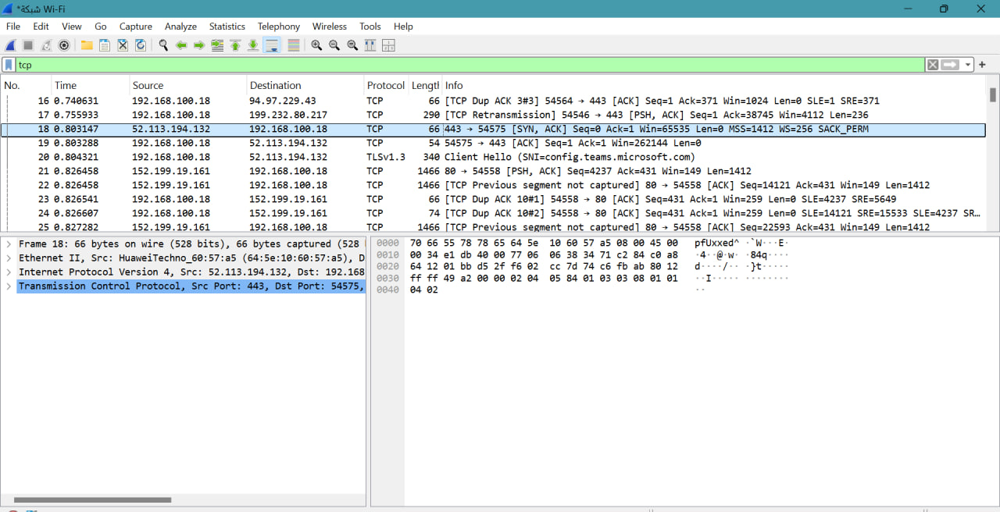 *شبكة Wi-Fi
File Edit View Go Capture Analyze Statistics Telephony Wireless Tools Help
tcp
No. Time Source Destination Protocol Length Info
16 0.740631 192.168.100.18 94.97.229.43 TCP 66 [TCP Dup ACK 3#3] 54564 → 443 [ACK] Seq=1 Ack=371 Win=1024 Len=0 SLE=1 SRE=371
17 0.755933 192.168.100.18 199.232.80.217 TCP 290 [TCP Retransmission] 54546 → 443 [PSH, ACK] Seq=1 Ack=38745 Win=4112 Len=236
18 0.803147 52.113.194.132 192.168.100.18 TCP 66 443 → 54575 [SYN, ACK] Seq=0 Ack=1 Win=65535 Len=0 MSS=1412 WS=256 SACK_PERM
19 0.803288 192.168.100.18 52.113.194.132 TCP 54 54575 → 443 [ACK] Seq=1 Ack=1 Win=262144 Len=0
20 0.804321 192.168.100.18 52.113.194.132 TLSv1.3 340 Client Hello (SNI=config.teams.microsoft.com)
21 0.826458 152.199.19.161 192.168.100.18 TCP 1466 80 → 54558 [PSH, ACK] Seq=4237 Ack=431 Win=149 Len=1412
22 0.826458 152.199.19.161 192.168.100.18 TCP 1466 [TCP Previous segment not captured] 80 → 54558 [ACK] Seq=14121 Ack=431 Win=149 Len=1412
23 0.826541 192.168.100.18 152.199.19.161 TCP 66 [TCP Dup ACK 10#1] 54558 → 80 [ACK] Seq=431 Ack=1 Win=259 Len=0 SLE=4237 SRE=5649
24 0.826607 192.168.100.18 152.199.19.161 TCP 74 [TCP Dup ACK 10#2] 54558 → 80 [ACK] Seq=431 Ack=1 Win=259 Len=0 SLE=14121 SRE=15533 SLE=4237 SR…
25 0.827282 152.199.19.161 192.168.100.18 TCP 1466 [TCP Previous segment not captured] 80 → 54558 [ACK] Seq=22593 Ack=431 Win=149 Len=1412
Frame 18: 66 bytes on wire (528 bits), 66 bytes captured (528
Ethernet II, Src: HuaweiTechno_60:57:a5 (64:5e:10:60:57:a5), D
Internet Protocol Version 4, Src: 52.113.194.132, Dst: 192.168
Transmission Control Protocol, Src Port: 443, Dst Port: 54575,
0000 70 66 55 78 78 65 64 5e 10 60 57 a5 08 00 45 00 pfUxxed^ ·`W···E·
0010 00 34 e1 db 40 00 77 06 06 38 34 71 c2 84 c0 a8 ·4··@·w· ·84q····
0020 64 12 01 bb d5 2f f6 02 cc 7d 74 c6 fb ab 80 12 d····/·· ·}t·····
0030 ff ff 49 a2 00 00 02 04 05 84 01 03 03 08 01 01 ··I····· ········
0040 04 02 ··